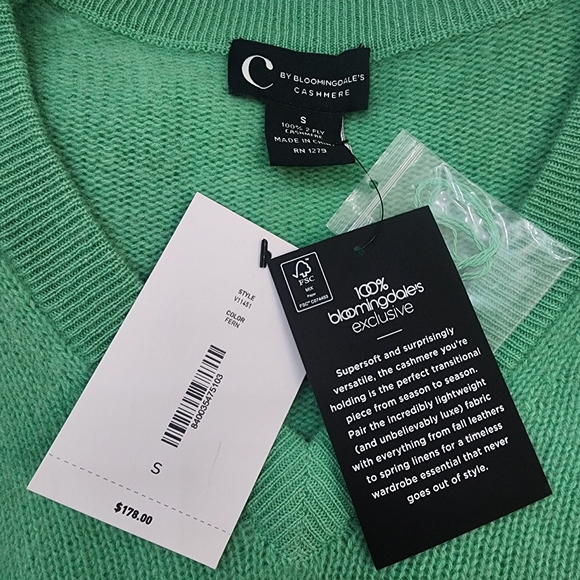 C BY BLOOMINGDALE'S
CASHMERE
S
100% 2 PLY
CASHMERE
MADE IN CHINA
RN 1279
STYLE
V11451
COLOR
FERN
840035475103
S
$178.00
FSC
MIX
Paper
100%
bloomingdale's
exclusive
Supersoft and surprisingly
versatile, the cashmere you're
holding is the perfect transitional
piece from season to season.
Pair the incredibly lightweight
(and unbelievably luxe) fabric
with everything from fall leathers
to spring linens for a timeless
wardrobe essential that never
goes out of style.